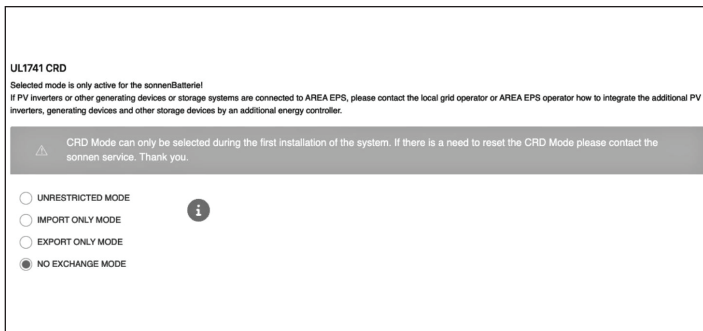 UL1741 CRD
Selected mode is only active for the sonnenBatterie!
If PV inverters or other generating devices or storage systems are connected to AREA EPS, please contact the local grid operator or AREA EPS operator how to integrate the additional PV
inverters, generating devices and other storage devices by an additional energy controller.
CRD Mode can only be selected during the first installation of the system. If there is a need to reset the CRD Mode please contact the
sonnen service. Thank you.
UNRESTRICTED MODE
IMPORT ONLY MODE
EXPORT ONLY MODE
NO EXCHANGE MODE